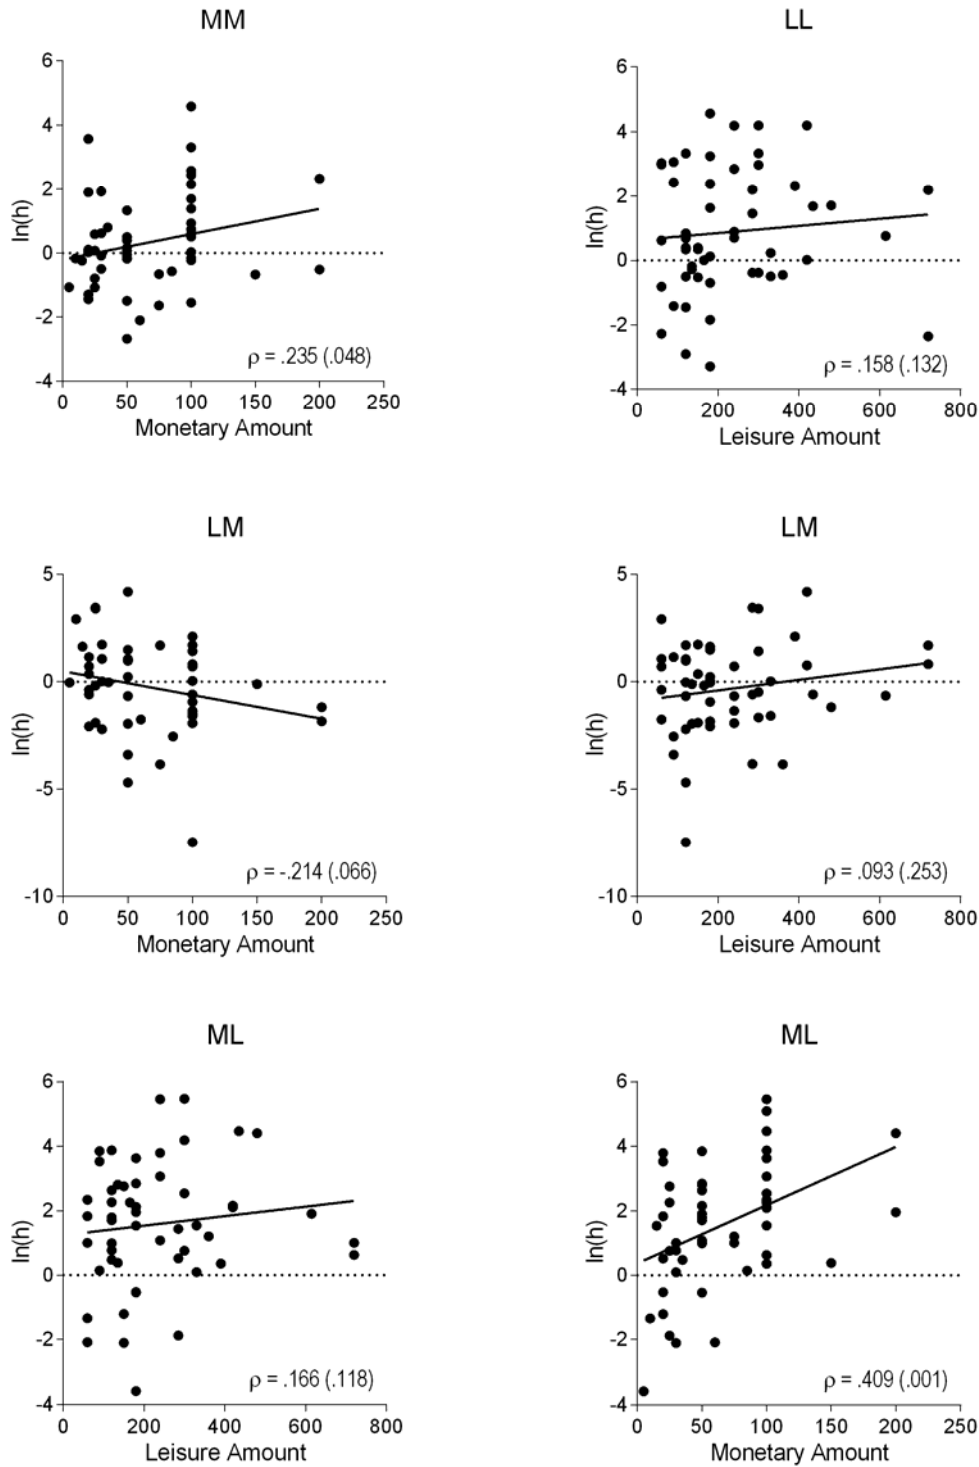 MM
ln(h)
6
4
2
0
-2
-4
ρ = .235 (.048)
0 50 100 150 200 250
Monetary Amount
LL
ln(h)
6
4
2
0
-2
-4
ρ = .158 (.132)
0 200 400 600 800
Leisure Amount
LM
ln(h)
5
0
-5
-10
ρ = -.214 (.066)
0 50 100 150 200 250
Monetary Amount
LM
ln(h)
5
0
-5
-10
ρ = .093 (.253)
0 200 400 600 800
Leisure Amount
ML
ln(h)
6
4
2
0
-2
-4
ρ = .166 (.118)
0 200 400 600 800
Leisure Amount
ML
ln(h)
6
4
2
0
-2
-4
ρ = .409 (.001)
0 50 100 150 200 250
Monetary Amount